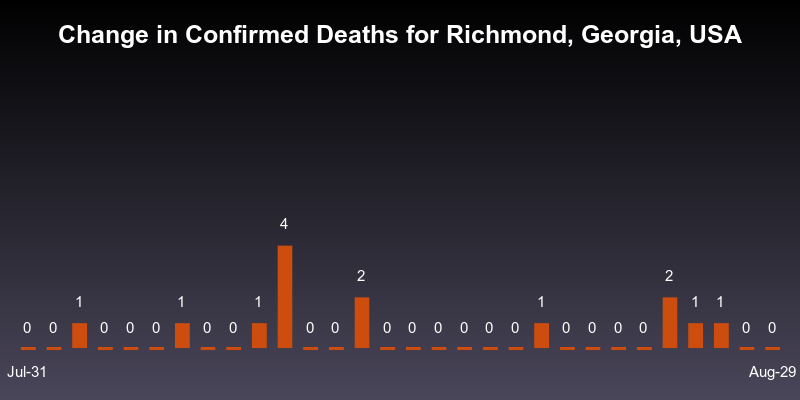 Change in Confirmed Deaths for Richmond, Georgia, USA
4
2 2
1 1 1 1 1 1
0 0 0 0 0 0 0 0 0 0 0 0 0 0 0 0 0 0 0 0 0
Jul-31 Aug-29